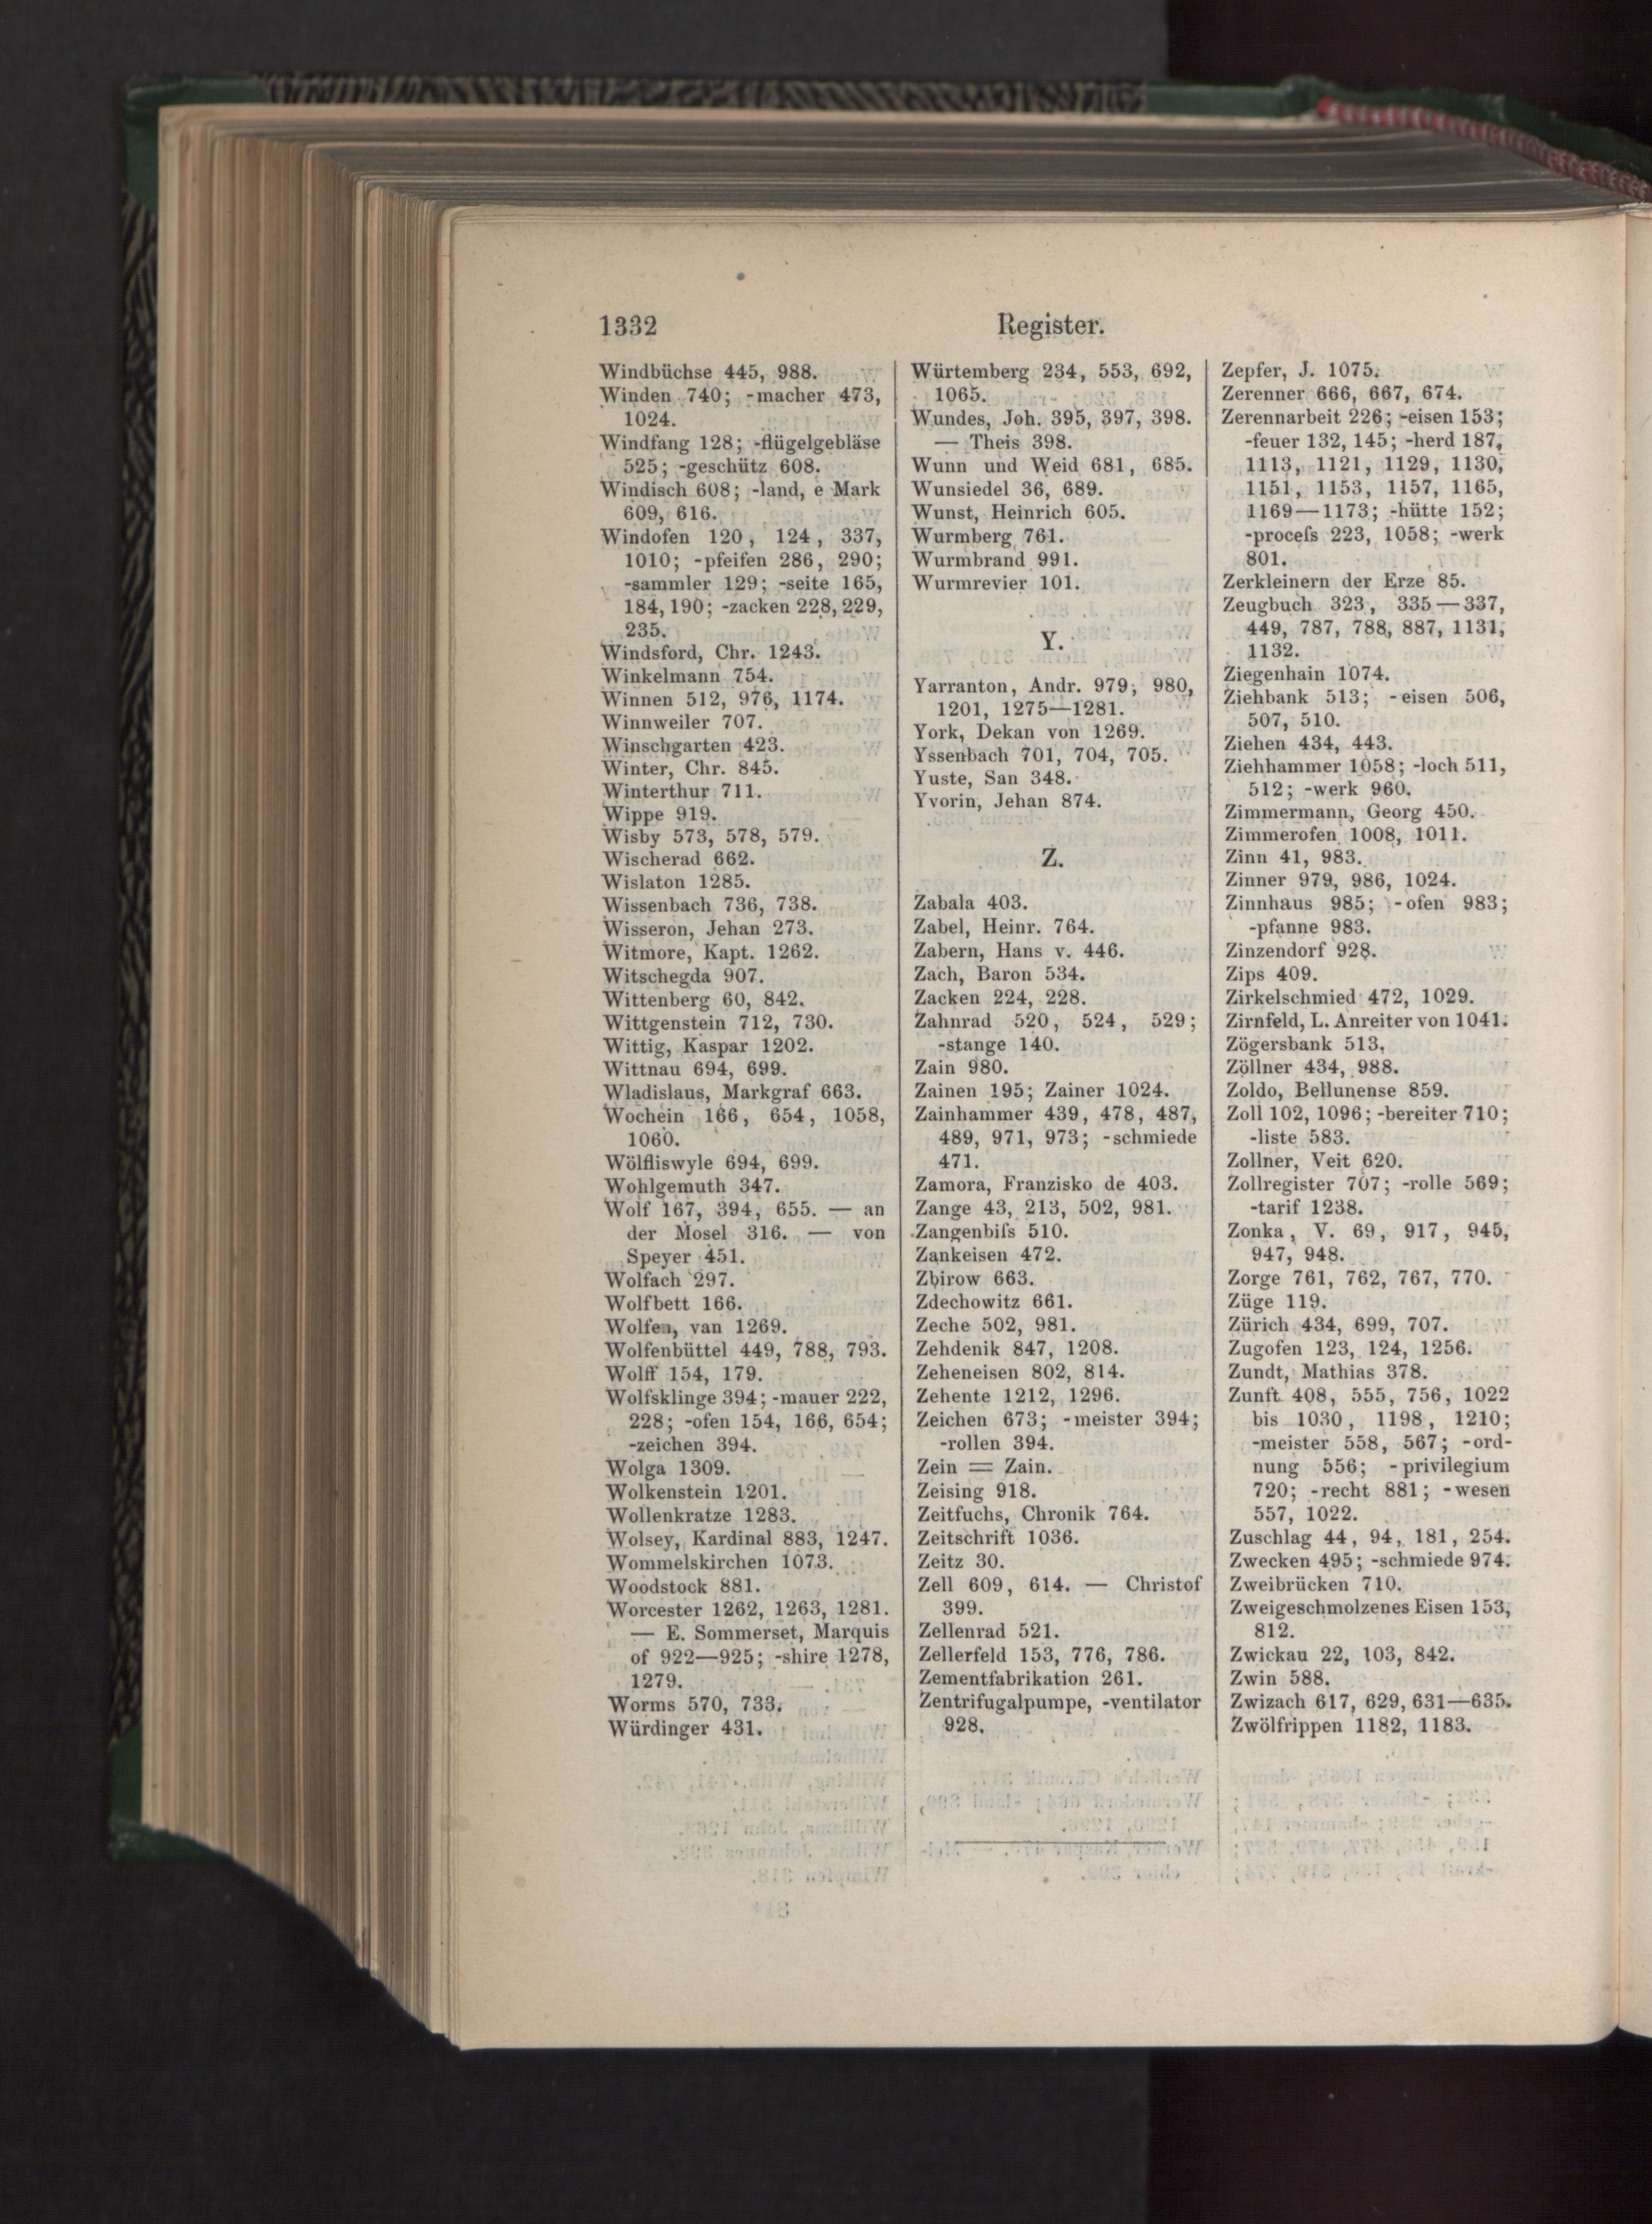 1332
Register.
Windbüchse 445, 988.
Winden 740; -macher 473,
1024.
Windfang 128; -flügelgebläse
525; -geschütz 608.
Windisch 608; -land, e Mark
609, 616.
Windofen 120, 124, 337,
1010; -pfeifen 286, 290;
-sammler 129; -seite 165,
184, 190; -zacken 228, 229,
235.
Windsford, Chr. 1243.
Winkelmann 754.
Winnen 512, 976, 1174.
Winnweiler 707.
Winschgarten 423.
Winter, Chr. 845.
Winterthur 711.
Wippe 919.
Wisby 573, 578, 579.
Wischerad 662.
Wislaton 1285.
Wissenbach 736, 738.
Wisseron, Jehan 273.
Witmore, Kapt. 1262.
Witschegda 907.
Wittenberg 60, 842.
Wittgenstein 712, 730.
Wittig, Kaspar 1202.
Wittnau 694, 699.
Wladislaus, Markgraf 663.
Wochein 166, 654, 1058,
1060.
Wölfliswyle 694, 699.
Wohlgemuth 347.
Wolf 167, 394, 655. — an
der Mosel 316. — von
Speyer 451.
Wolfach 297.
Wolfbett 166.
Wolfen, van 1269.
Wolfenbüttel 449, 788, 793.
Wolff 154, 179.
Wolfsklinge 394; -mauer 222,
228; -ofen 154, 166, 654;
-zeichen 394.
Wolga 1309.
Wolkenstein 1201.
Wollenkratze 1283.
Wolsey, Kardinal 883, 1247.
Wommelskirchen 1073.
Woodstock 881.
Worcester 1262, 1263, 1281.
— E. Sommerset, Marquis
of 922—925; -shire 1278,
1279.
Worms 570, 733.
Würdinger 431.
Würtemberg 234, 553, 692,
1065.
Wundes, Joh. 395, 397, 398.
— Theis 398.
Wunn und Weid 681, 685.
Wunsiedel 36, 689.
Wunst, Heinrich 605.
Wurmberg 761.
Wurmbrand 991.
Wurmrevier 101.
Y.
Yarranton, Andr. 979, 980,
1201, 1275—1281.
York, Dekan von 1269.
Yssenbach 701, 704, 705.
Yuste, San 348.
Yvorin, Jehan 874.
Z.
Zabala 403.
Zabel, Heinr. 764.
Zabern, Hans v. 446.
Zach, Baron 534.
Zacken 224, 228.
Zahnrad 520, 524, 529;
-stange 140.
Zain 980.
Zainen 195; Zainer 1024.
Zainhammer 439, 478, 487,
489, 971, 973; -schmiede
471.
Zamora, Franzisko de 403.
Zange 43, 213, 502, 981.
Zangenbiſs 510.
Zankeisen 472.
Zbirow 663.
Zdechowitz 661.
Zeche 502, 981.
Zehdenik 847, 1208.
Zeheneisen 802, 814.
Zehente 1212, 1296.
Zeichen 673; -meister 394;
-rollen 394.
Zein = Zain.
Zeising 918.
Zeitfuchs, Chronik 764.
Zeitschrift 1036.
Zeitz 30.
Zell 609, 614. — Christof
399.
Zellenrad 521.
Zellerfeld 153, 776, 786.
Zementfabrikation 261.
Zentrifugalpumpe, -ventilator
928.
Zepfer, J. 1075.
Zerenner 666, 667, 674.
Zerennarbeit 226; -eisen 153;
-feuer 132, 145; -herd 187,
1113, 1121, 1129, 1130,
1151, 1153, 1157, 1165,
1169—1173; -hütte 152;
-proceſs 223, 1058; -werk
801.
Zerkleinern der Erze 85.
Zeugbuch 323, 335—337,
449, 787, 788, 887, 1131,
1132.
Ziegenhain 1074.
Ziehbank 513; -eisen 506,
507, 510.
Ziehen 434, 443.
Ziehhammer 1058; -loch 511,
512; -werk 960.
Zimmermann, Georg 450.
Zimmerofen 1008, 1011.
Zinn 41, 983.
Zinner 979, 986, 1024.
Zinnhaus 985; -ofen 983;
-pfanne 983.
Zinzendorf 928.
Zips 409.
Zirkelschmied 472, 1029.
Zirnfeld, L. Anreiter von 1041.
Zögersbank 513.
Zöllner 434, 988.
Zoldo, Bellunense 859.
Zoll 102, 1096; -bereiter 710;
-liste 583.
Zollner, Veit 620.
Zollregister 707; -rolle 569;
-tarif 1238.
Zonka, V. 69, 917, 945,
947, 948.
Zorge 761, 762, 767, 770.
Züge 119.
Zürich 434, 699, 707.
Zugofen 123, 124, 1256.
Zundt, Mathias 378.
Zunft 408, 555, 756, 1022
bis 1030, 1198, 1210;
-meister 558, 567; -ord-
nung 556; -privilegium
720; -recht 881; -wesen
557, 1022.
Zuschlag 44, 94, 181, 254.
Zwecken 495; -schmiede 974.
Zweibrücken 710.
Zweigeschmolzenes Eisen 153,
812.
Zwickau 22, 103, 842.
Zwin 588.
Zwizach 617, 629, 631—635.
Zwölfrippen 1182, 1183.